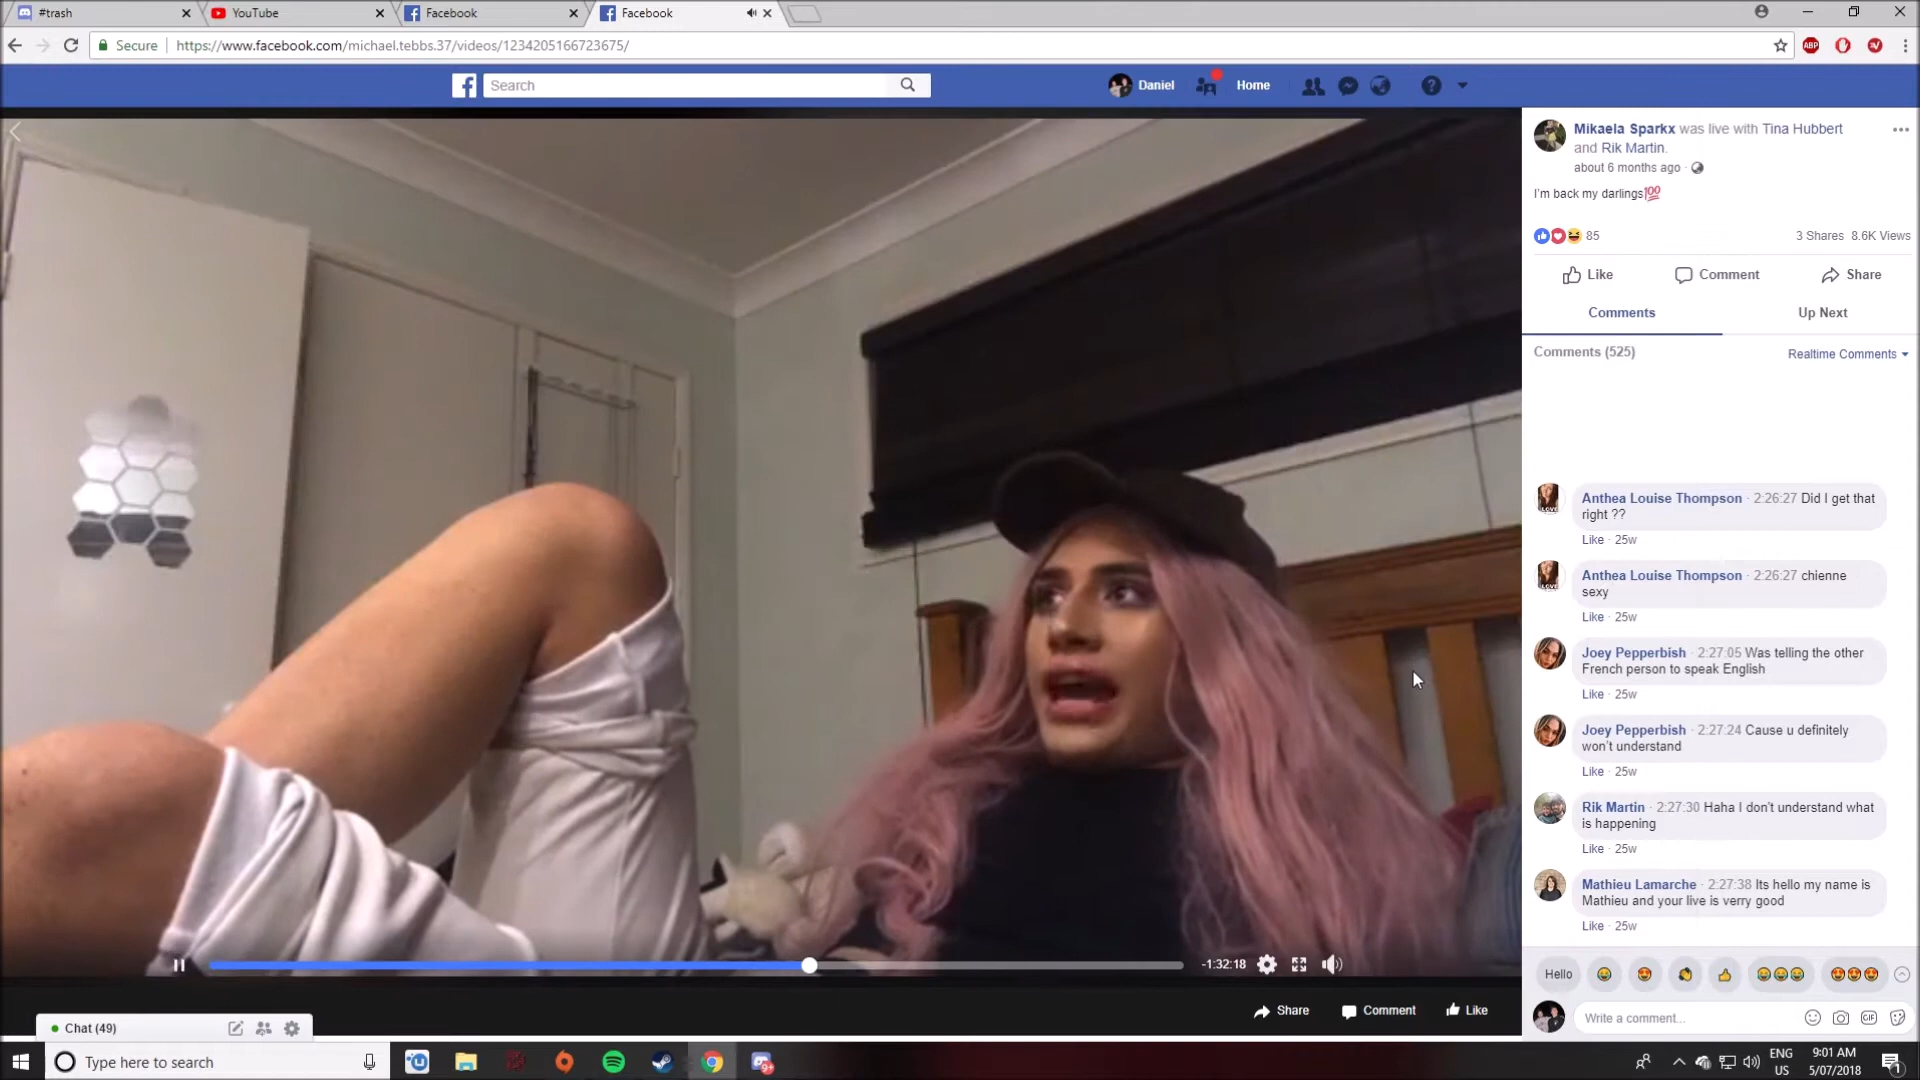 #trash
YouTube
Facebook
Facebook
Secure
https://www.facebook.com/michael.tebbs.37/videos/1234205166723675/
ABP
Search
Daniel
Home
Mikaela Sparkx was live with Tina Hubbert
and Rik Martin.
about 6 months ago ·
I'm back my darlings💯
85
3 Shares 8.6K Views
Like
Comment
Share
Comments
Up Next
Comments (525)
Realtime Comments
Anthea Louise Thompson · 2:26:27 Did I get that
right ??
Like · 25w
Anthea Louise Thompson · 2:26:27 chienne
sexy
Like · 25w
Joey Pepperbish · 2:27:05 Was telling the other
French person to speak English
Like · 25w
Joey Pepperbish · 2:27:24 Cause u definitely
won't understand
Like · 25w
Rik Martin · 2:27:30 Haha I don't understand what
is happening
Like · 25w
Mathieu Lamarche · 2:27:38 Its hello my name is
Mathieu and your live is verry good
Like · 25w
-1:32:18
Hello
Share
Comment
Like
Write a comment...
GIF
Chat (49)
Type here to search
9+
ENG
US
9:01 AM
5/07/2018
1